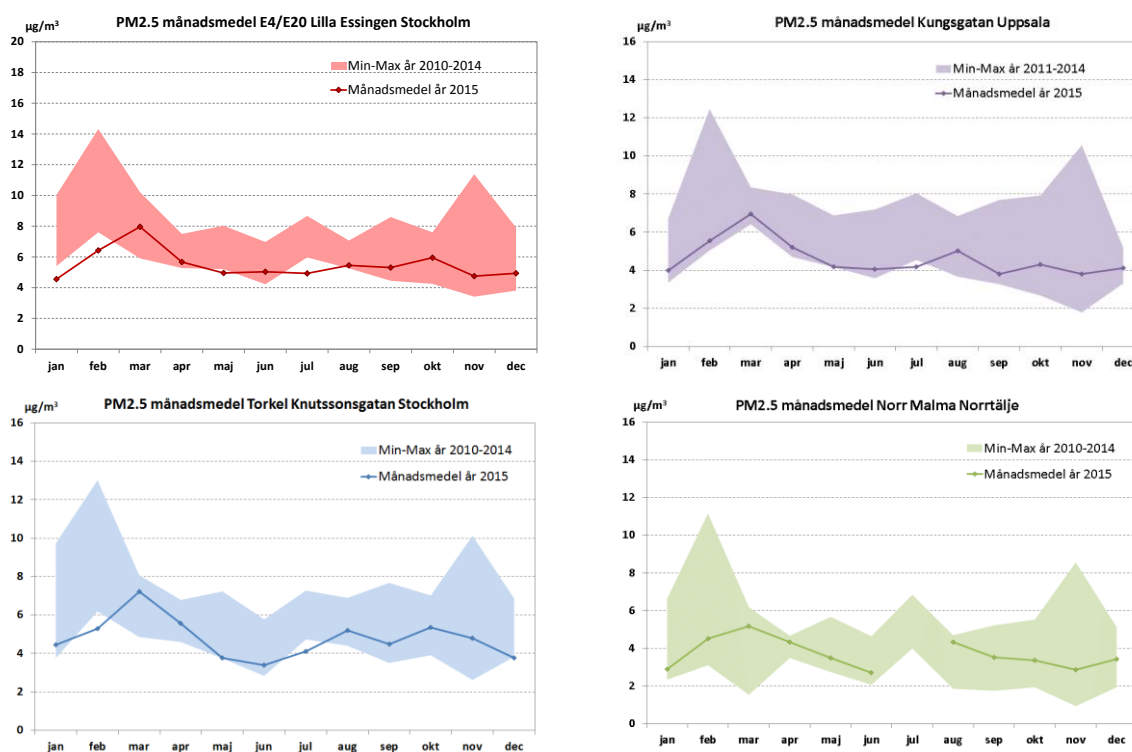 PM2.5 månadsmedel E4/E20 Lilla Essingen Stockholm
µg/m³
20
18
16
14
12
10
8
6
4
2
0
Min-Max år 2010-2014
Månadsmedel år 2015
jan feb mar apr maj jun jul aug sep okt nov dec
PM2.5 månadsmedel Kungsgatan Uppsala
µg/m³
16
14
12
10
8
6
4
2
0
Min-Max år 2011-2014
Månadsmedel år 2015
jan feb mar apr maj jun jul aug sep okt nov dec
PM2.5 månadsmedel Torkel Knutssonsgatan Stockholm
µg/m³
16
14
12
10
8
6
4
2
0
Min-Max år 2010-2014
Månadsmedel år 2015
jan feb mar apr maj jun jul aug sep okt nov dec
PM2.5 månadsmedel Norr Malma Norrtälje
µg/m³
16
14
12
10
8
6
4
2
0
Min-Max år 2010-2014
Månadsmedel år 2015
jan feb mar apr maj jun jul aug sep okt nov dec